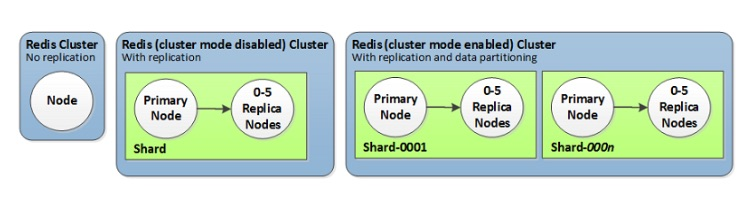 Redis Cluster
No replication
Node
Redis (cluster mode disabled) Cluster
With replication
Primary
Node
0-5
Replica
Nodes
Shard
Redis (cluster mode enabled) Cluster
With replication and data partitioning
Primary
Node
0-5
Replica
Nodes
Shard-0001
Primary
Node
0-5
Replica
Nodes
Shard-000n